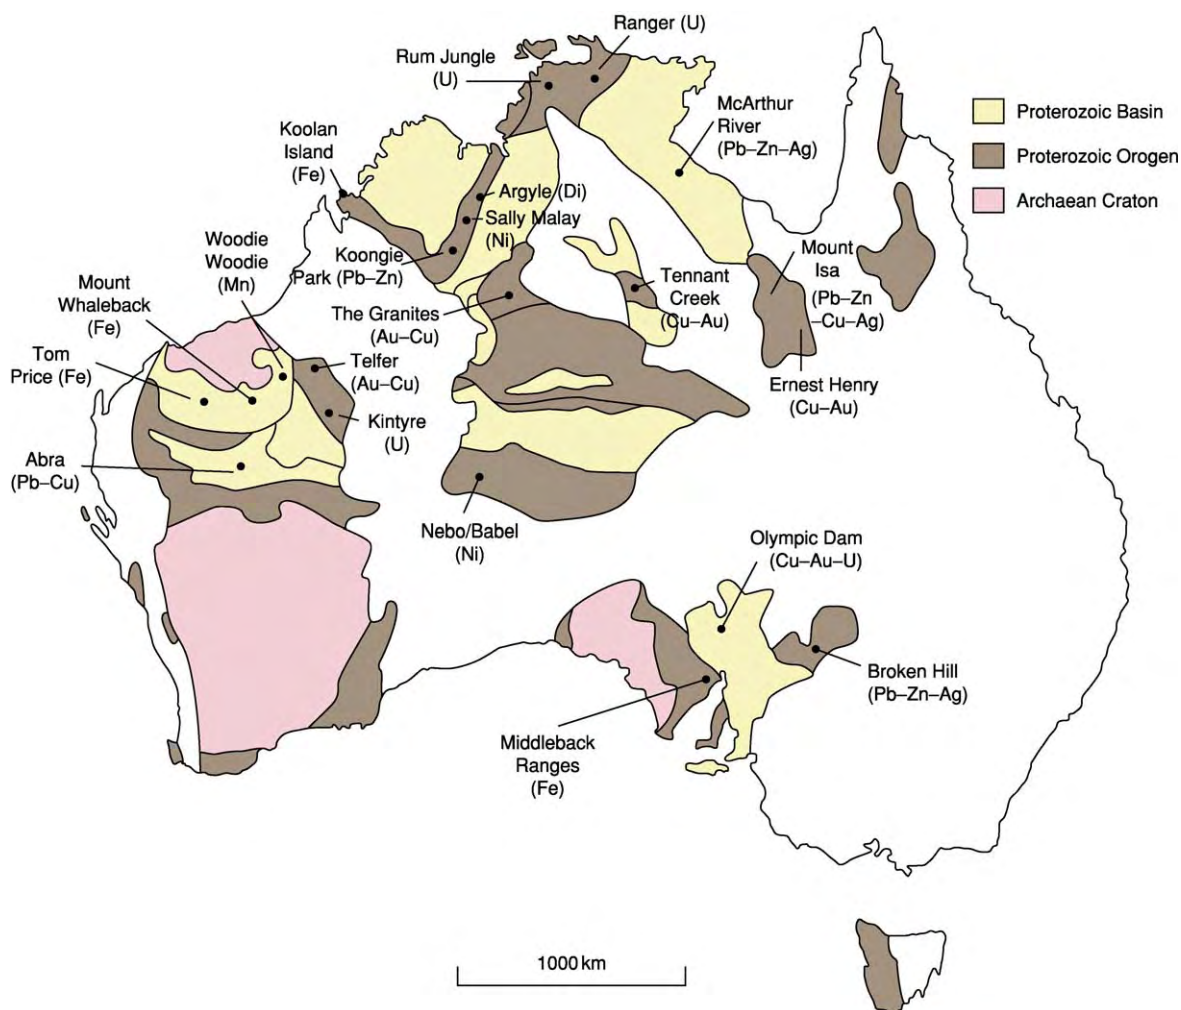 Ranger (U)
Rum Jungle
(U)
McArthur
River
(Pb–Zn–Ag)
Proterozoic Basin
Proterozoic Orogen
Archaean Craton
Koolan
Island
(Fe)
Argyle (Di)
Sally Malay
(Ni)
Koongie
Park (Pb–Zn)
Woodie
Woodie
(Mn)
Mount
Whaleback
(Fe)
Tom
Price (Fe)
The Granites
(Au–Cu)
Tennant
Creek
(Cu–Au)
Mount
Isa
(Pb–Zn
–Cu–Ag)
Telfer
(Au–Cu)
Ernest Henry
(Cu–Au)
Kintyre
(U)
Abra
(Pb–Cu)
Nebo/Babel
(Ni)
Olympic Dam
(Cu–Au–U)
Broken Hill
(Pb–Zn–Ag)
Middleback
Ranges
(Fe)
1000 km